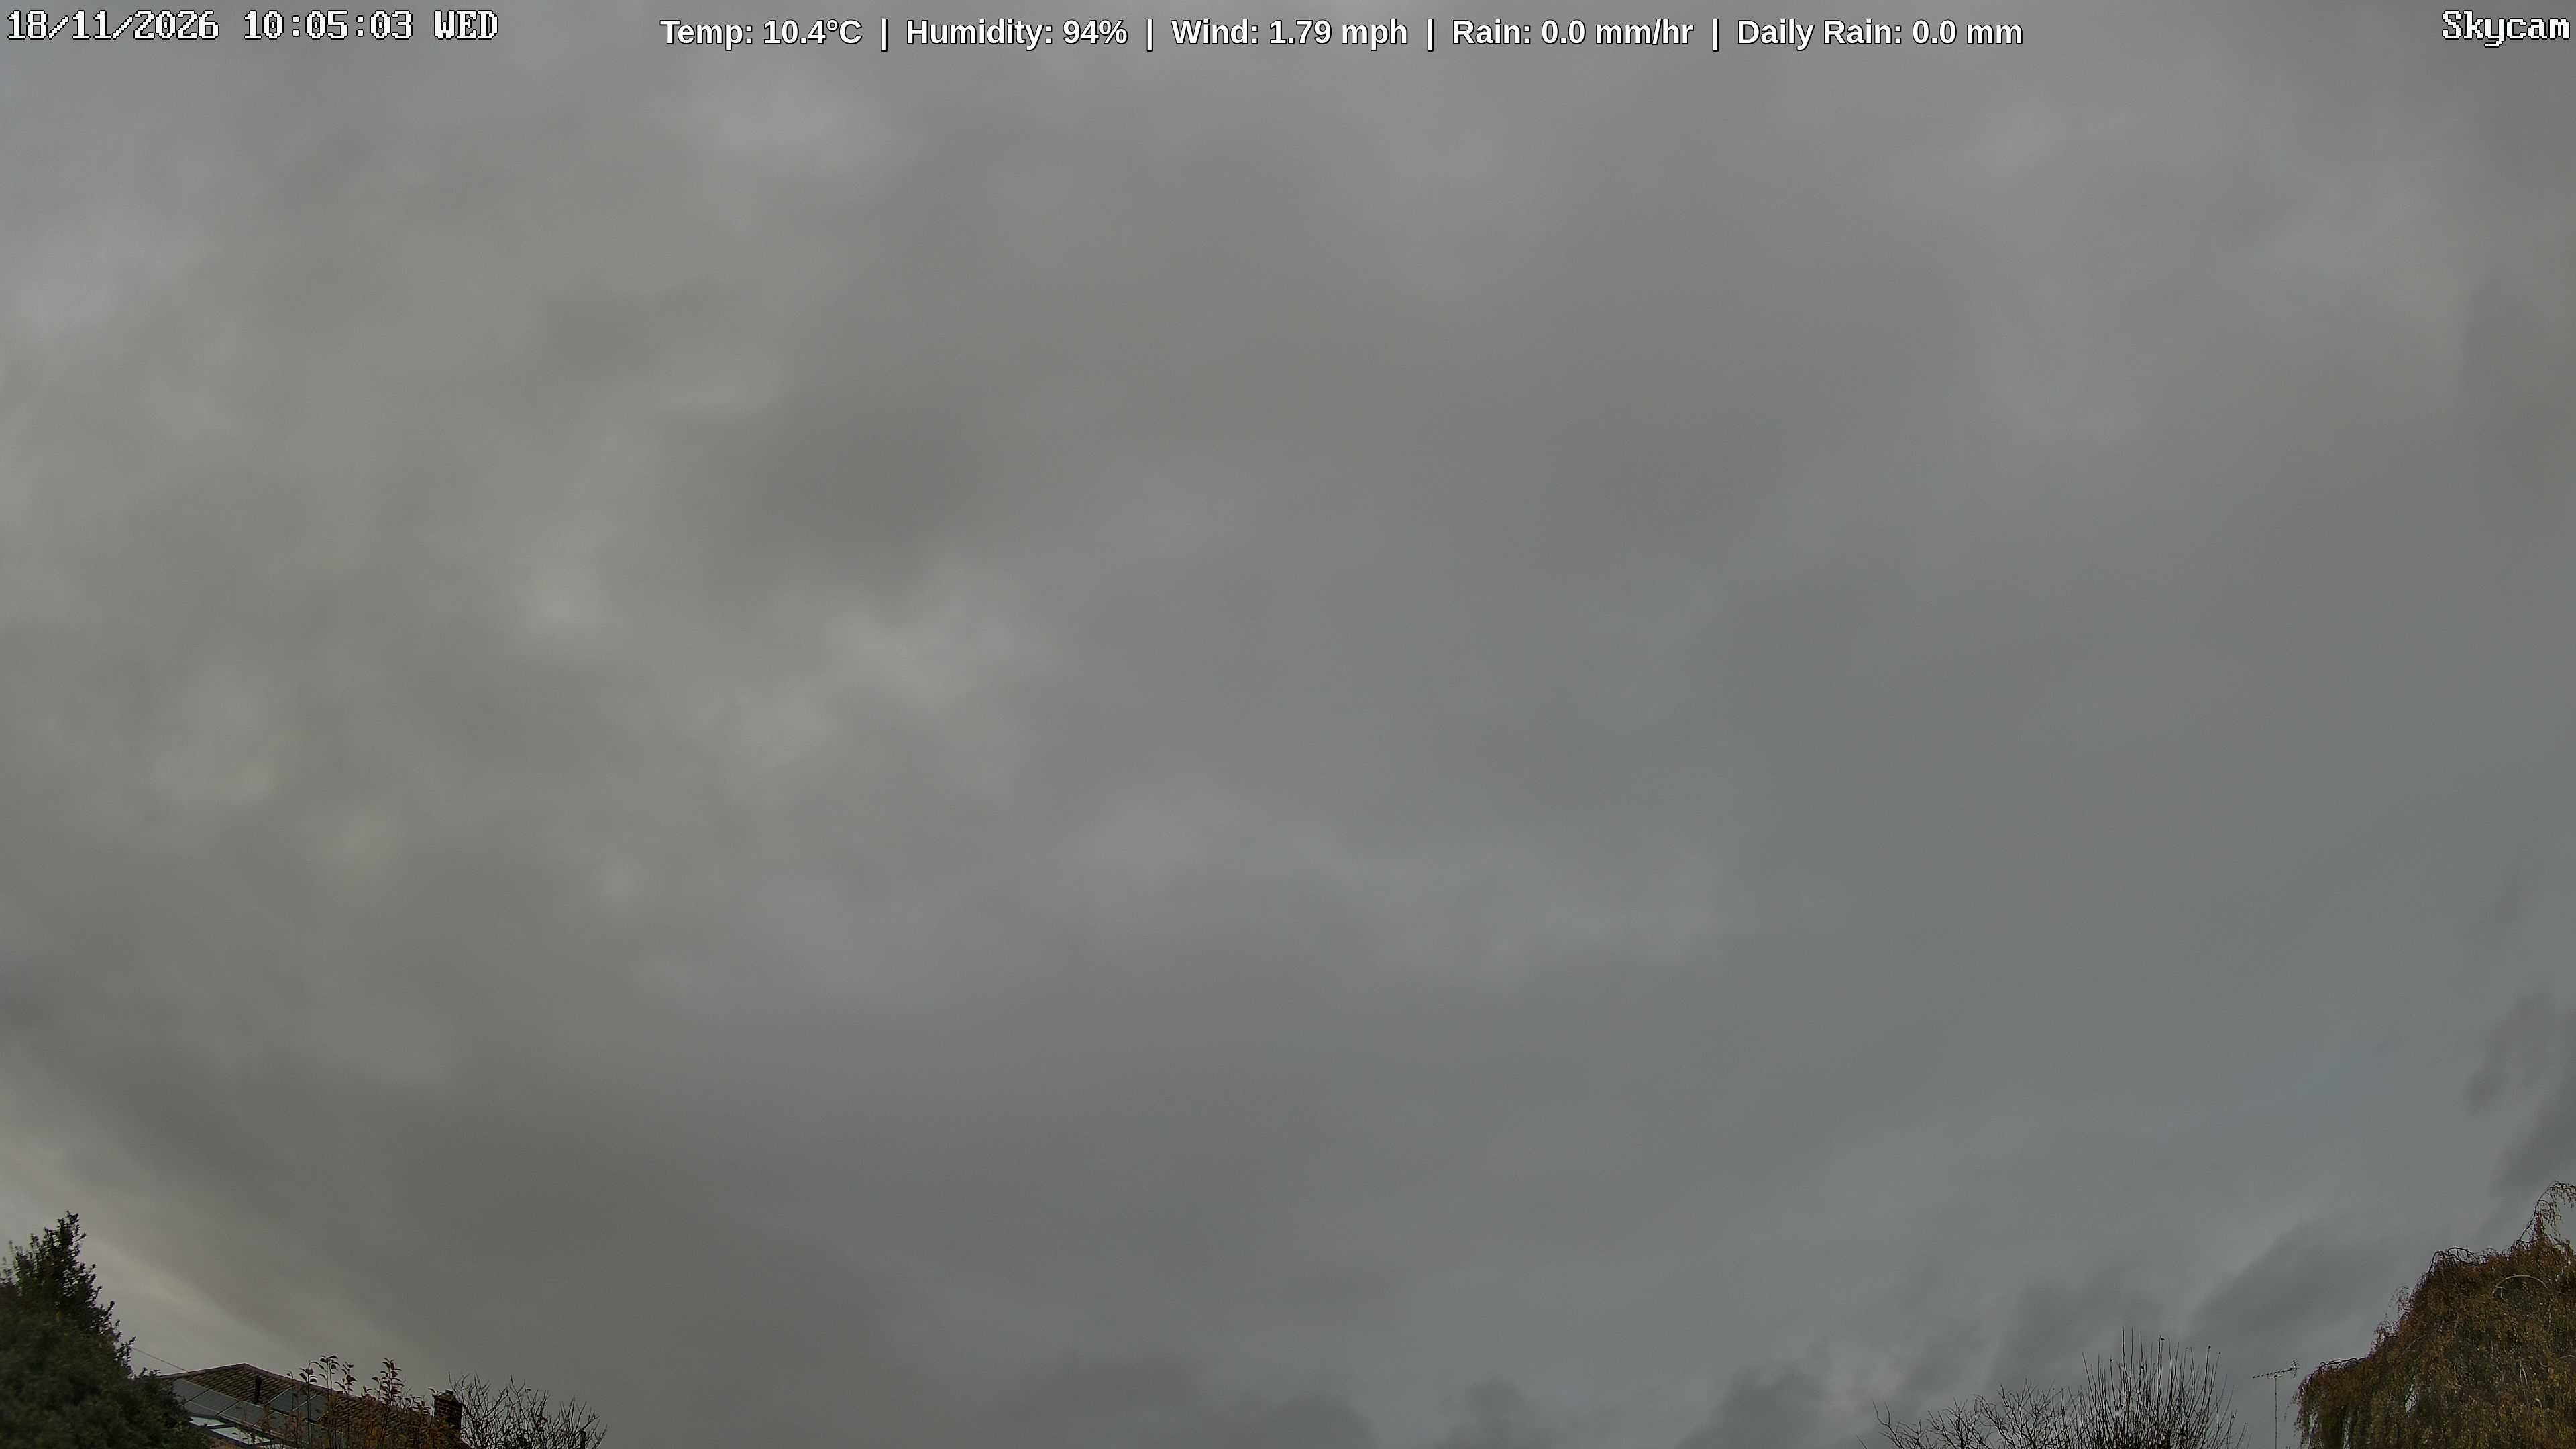 18/11/2026 10:05:03 WED
Temp: 10.4°C | Humidity: 94% | Wind: 1.79 mph | Rain: 0.0 mm/hr | Daily Rain: 0.0 mm
Skycam